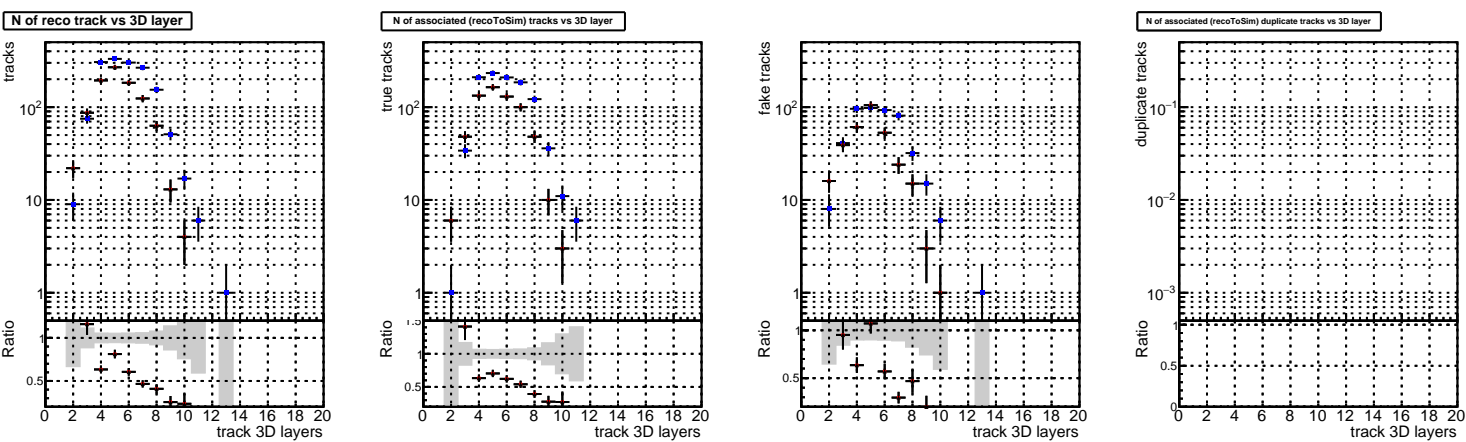 N of reco track vs 3D layer
tracks
10²
10
1
Ratio
1
0.5
0 2 4 6 8 10 12 14 16 18 20
track 3D layers
N of associated (recoToSim) tracks vs 3D layer
true tracks
10²
10
1
Ratio
1.5
1
0.5
0 2 4 6 8 10 12 14 16 18 20
track 3D layers
fake tracks
10²
10
1
Ratio
1
0.5
0 2 4 6 8 10 12 14 16 18 20
track 3D layers
N of associated (recoToSim) duplicate tracks vs 3D layer
duplicate tracks
10⁻¹
10⁻²
10⁻³
Ratio
1
0.5
0
0 2 4 6 8 10 12 14 16 18 20
track 3D layers